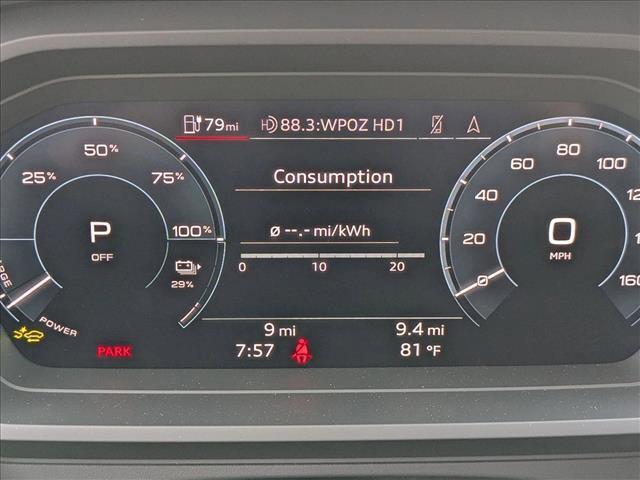 79mi
88.3:WPOZ HD1
25%
50%
75%
100%
P
OFF
29%
POWER
PARK
Consumption
ø --.- mi/kWh
0 10 20
9 mi
9.4 mi
7:57
81 °F
0
20
40
60
80
100
160
0
MPH